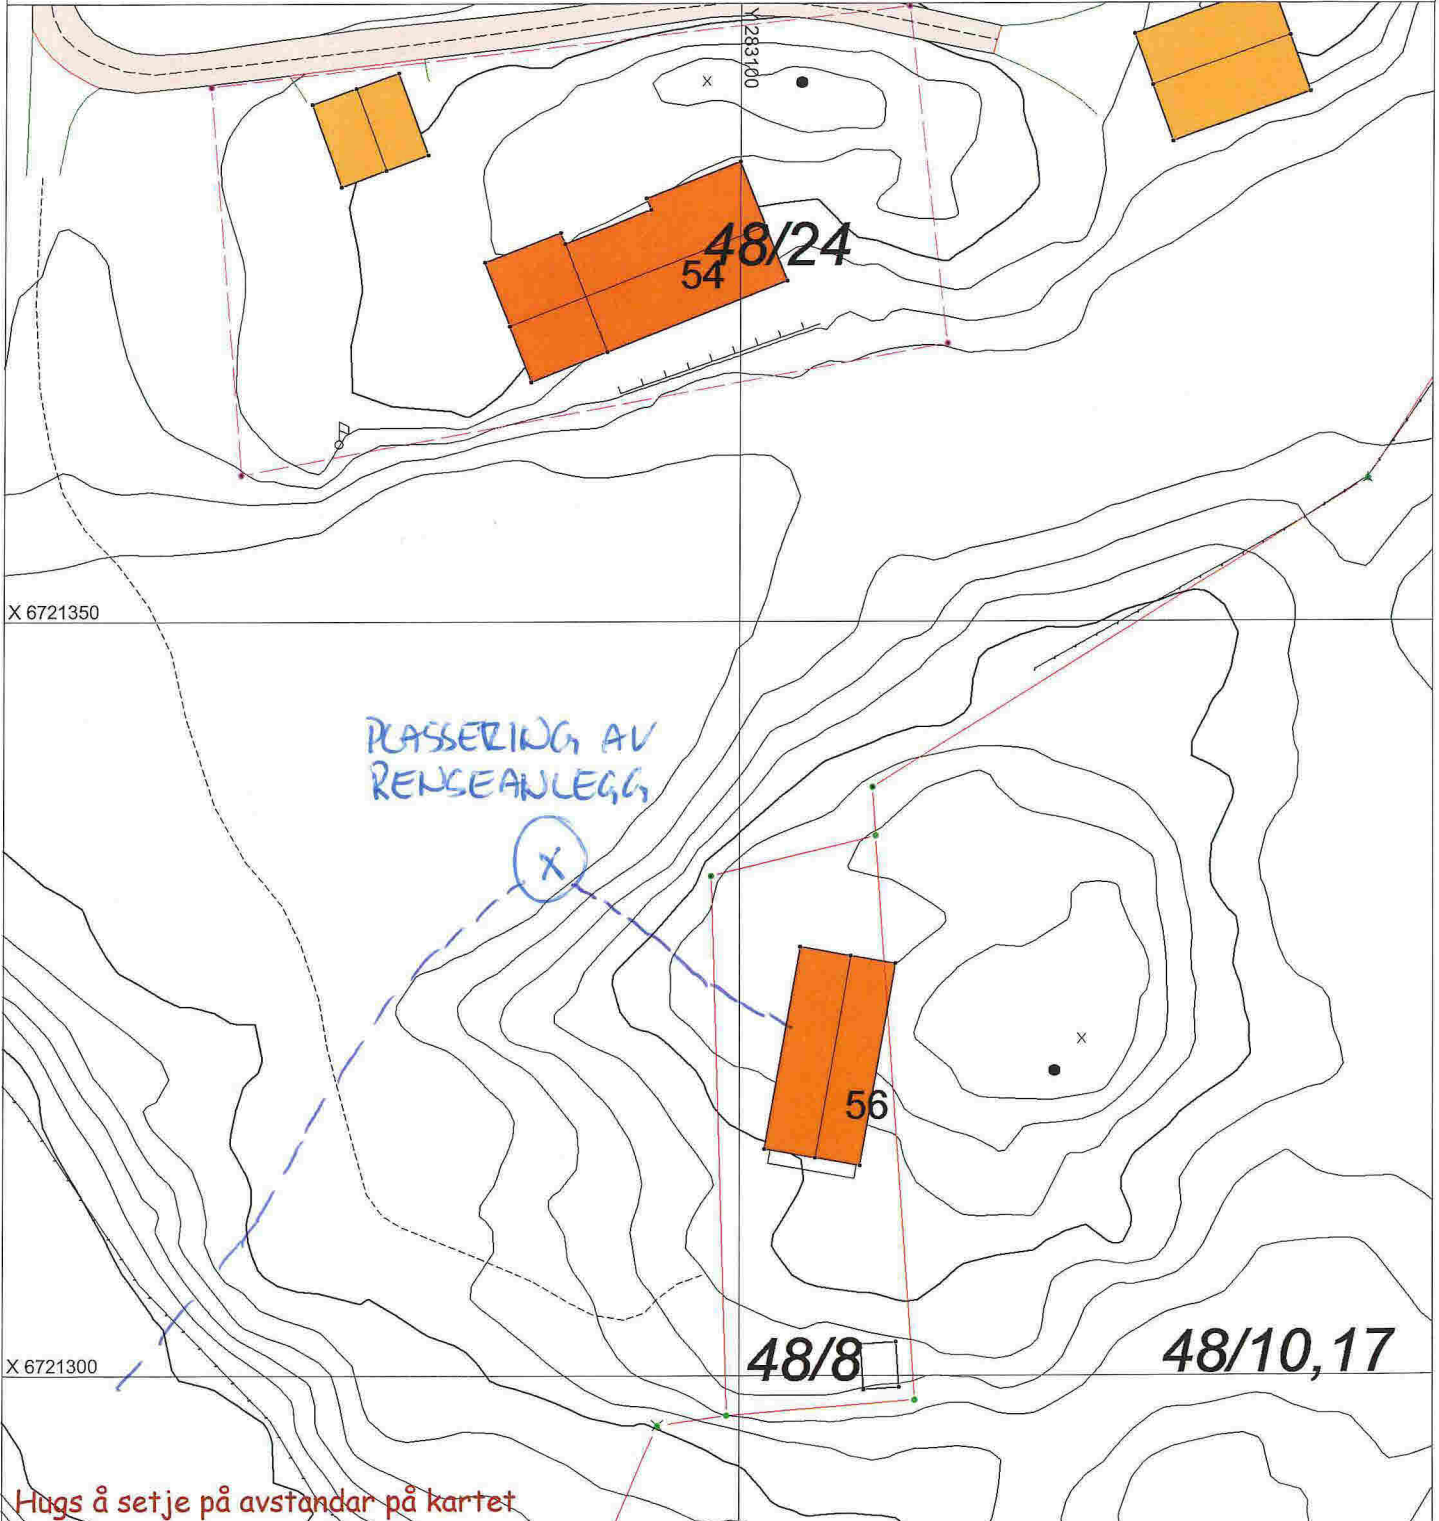 Y 283100
48/24
54
X 6721350
PLASSERING AV
RENSEANLEGG
X
56
X 6721300
48/8
48/10,17
Hugs å setje på avstandar på kartet